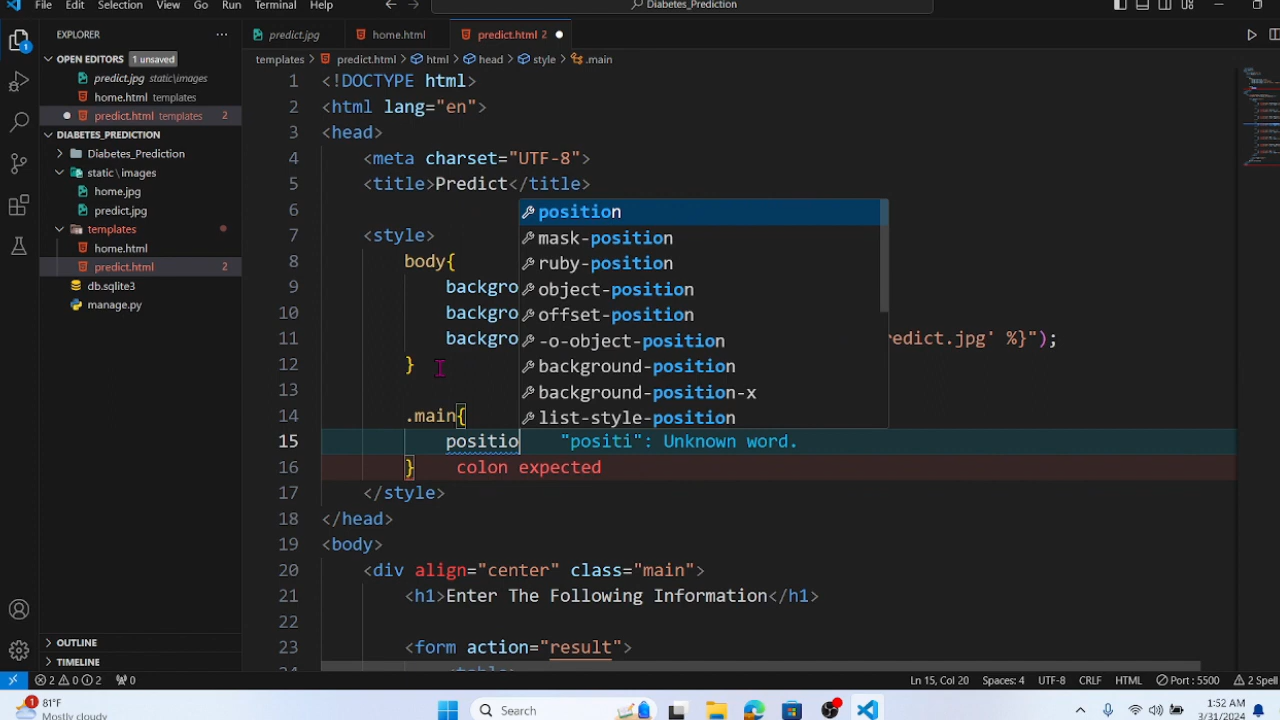 File Edit Selection View Go Run Terminal Help
Diabetes_Prediction
EXPLORER
OPEN EDITORS 1 unsaved
predict.jpg static\images
home.html templates
predict.html templates 2
DIABETES_PREDICTION
Diabetes_Prediction
static\images
home.jpg
predict.jpg
templates
home.html
predict.html 2
db.sqlite3
manage.py
OUTLINE
TIMELINE
predict.jpg home.html predict.html 2
templates > predict.html > html > head > style > .main
1 <!DOCTYPE html>
2 <html lang="en">
3 <head>
4 <meta charset="UTF-8">
5 <title>Predict</title>
6
7 <style>
8 body{
9 backgro
10 backgro
11 backgro redict.jpg' %}");
12 }
13
14 .main{
15 positio "positi": Unknown word.
16 } colon expected
17 </style>
18 </head>
19 <body>
20 <div align="center" class="main">
21 <h1>Enter The Following Information</h1>
22
23 <form action="result">
position
mask-position
ruby-position
object-position
offset-position
-o-object-position
background-position
background-position-x
list-style-position
2 0 2 0 Ln 15, Col 20 Spaces: 4 UTF-8 CRLF HTML Port : 5500 2 Spell
81°F
Mostly cloudy
Search
1:52 AM
3/31/2024